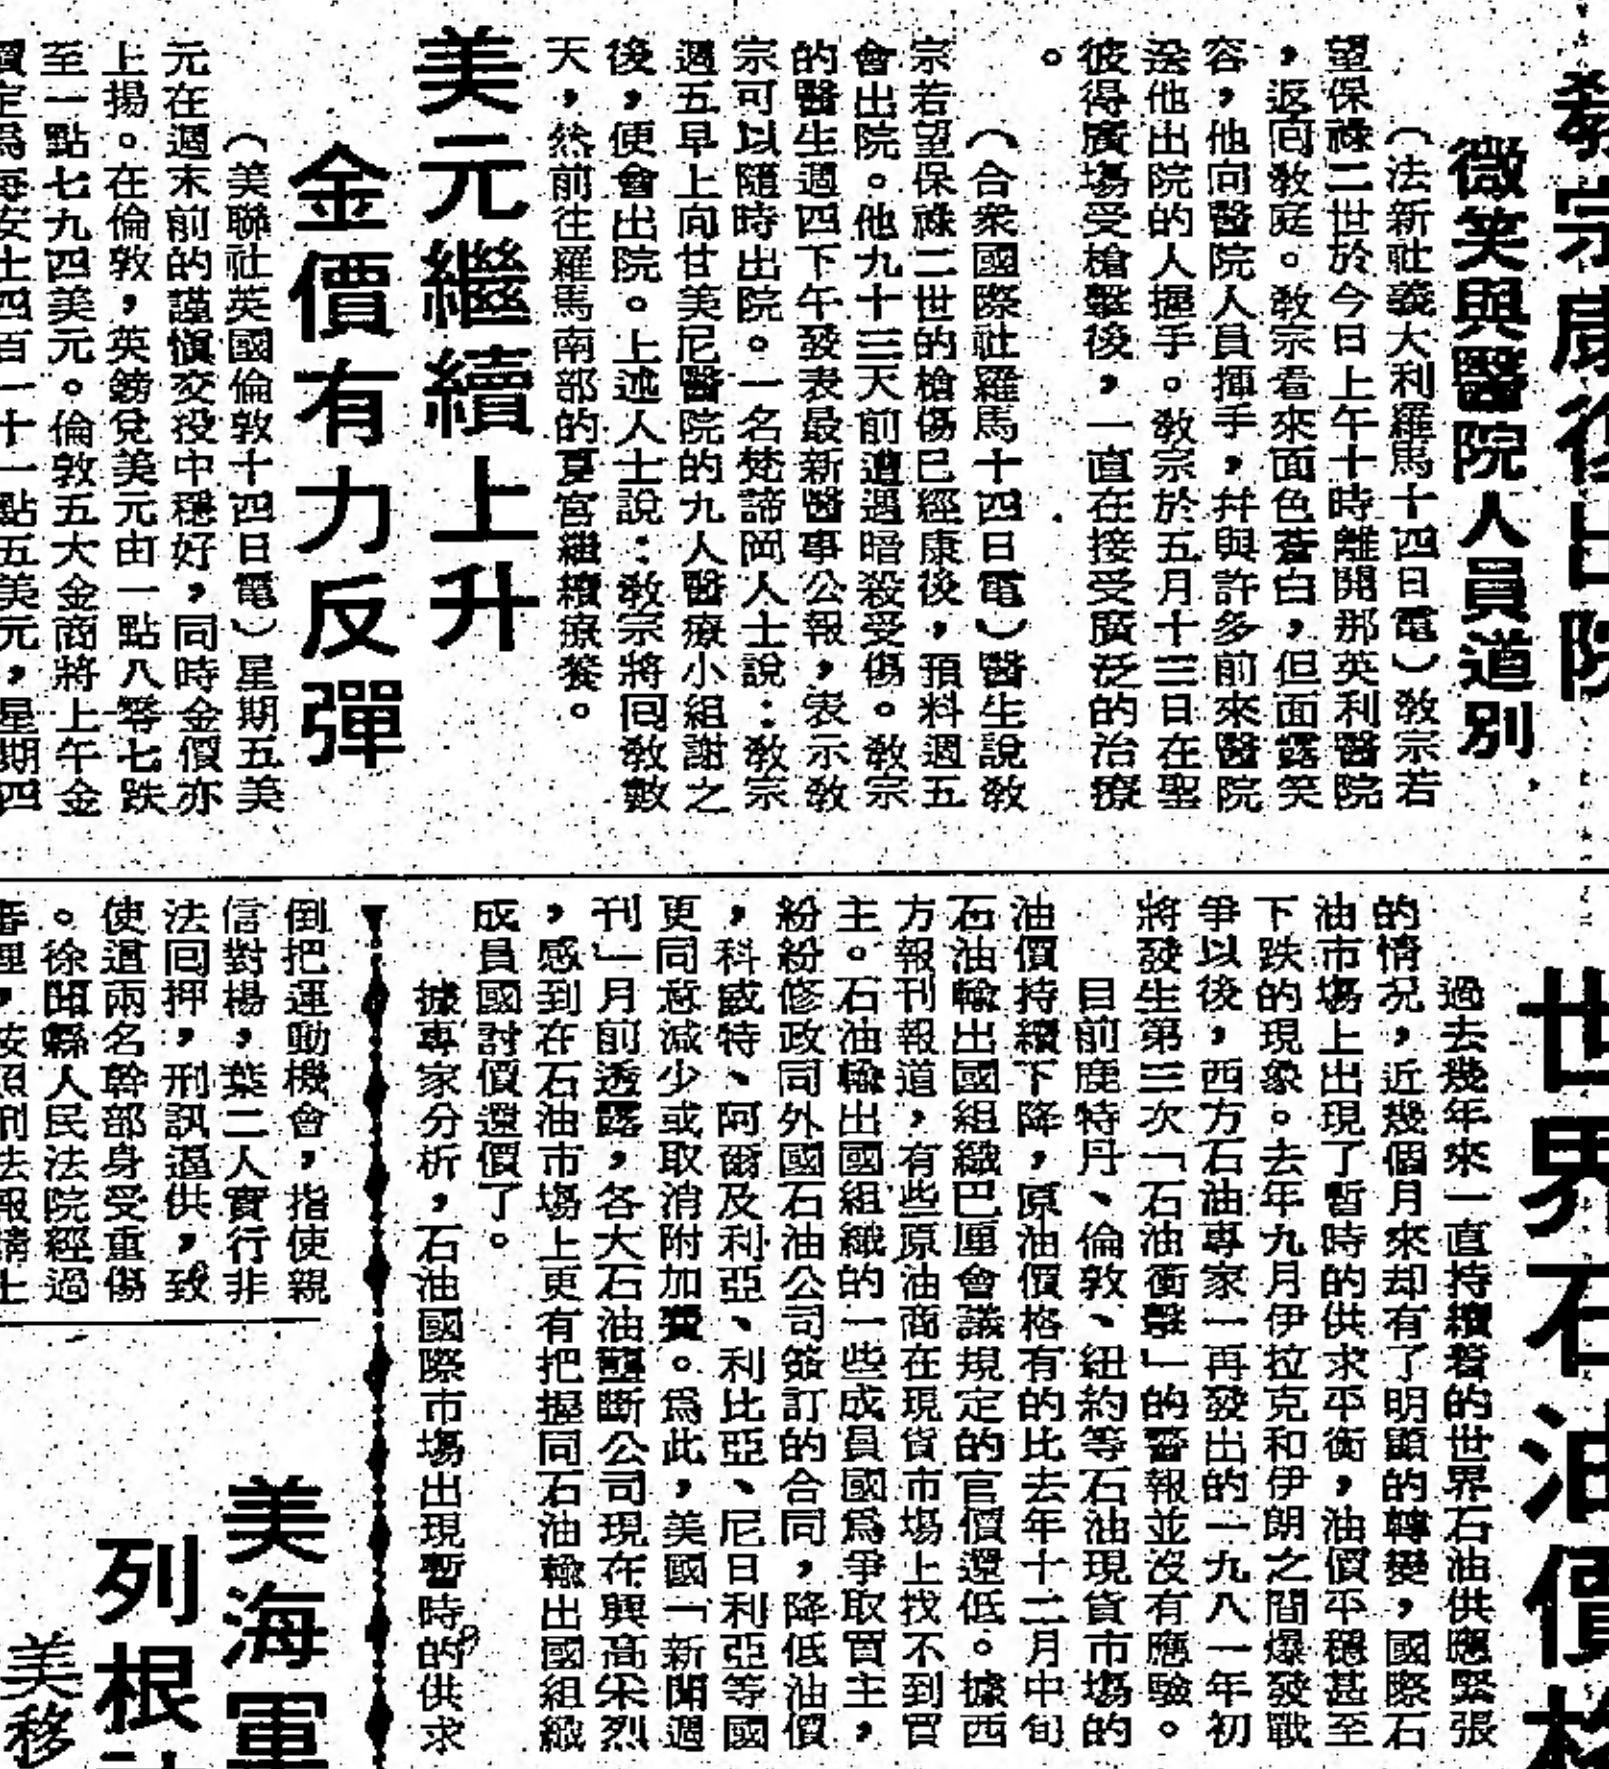 教宗康復出院
微笑與醫院人員道別
（法新社義大利羅馬十四日電）教宗若
望保祿二世於今日上午十時離開那英利醫院
，返囘教庭。教宗看來面色蒼白，但面露笑
容，他向醫院人員揮手，幷與許多前來醫院
送他出院的人握手。教宗於五月十三日在聖
彼得廣場受槍擊後，一直在接受廣泛的治療
。
（合衆國際社羅馬十四日電）醫生說教
宗若望保祿二世的槍傷已經康復，預料週五
會出院。他九十三天前遭遇暗殺受傷。教宗
的醫生週四下午發表最新醫事公報，表示教
宗可以隨時出院。一名梵諦岡人士說：教宗
週五早上向甘美尼醫院的九人醫療小組謝之
後，便會出院。上述人士說：教宗將囘教數
天，然前往羅馬南部的夏宮繼續療養。
美元繼續上升
金價有力反彈
（美聯社英國倫敦十四日電）星期五美
元在週末前的謹愼交投中穩好，同時金價亦
上揚。在倫敦，英鎊兌美元由一點八零七跌
至一點七九四美元。倫敦五大金商將上午金
價定爲每安士四百一十一點五美元，星期四
世界石油價格
過去幾年來一直持續着的世界石油供應緊張
的情况，近幾個月來却有了明顯的轉變，國際石
油市場上出現了暫時的供求平衡，油價平穩甚至
下跌的現象。去年九月伊拉克和伊朗之間爆發戰
爭以後，西方石油專家一再發出的一九八一年初
將發生第三次「石油衝擊」的警報並沒有應驗。
目前鹿特丹、倫敦、紐約等石油現貨市場的
油價持續下降，原油價格有的比去年十二月中旬
石油輸出國組織巴厘會議規定的官價還低。據西
方報刊報道，有些原油商在現貨市場上找不到買
主。石油輸出國組織的一些成員國爲爭取買主，
紛紛修政同外國石油公司簽訂的合同，降低油價
，科威特、阿爾及利亞、利比亞、尼日利亞等國
更同意減少或取消附加費。爲此，美國「新聞週
刊」一月前透露，各大石油壟斷公司現在興高采烈
，感到在石油市場上更有把握同石油輸出國組織
成員國討價還價了。
據專家分析，石油國際市場出現暫時的供求
倒把運動機會，指使親
信對楊，葉二人實行非
法囘押，刑訊逼供，致
使這兩名幹部身受重傷
。徐聞縣人民法院經過
審理，按照刑法報請上
美海軍
列根
美移